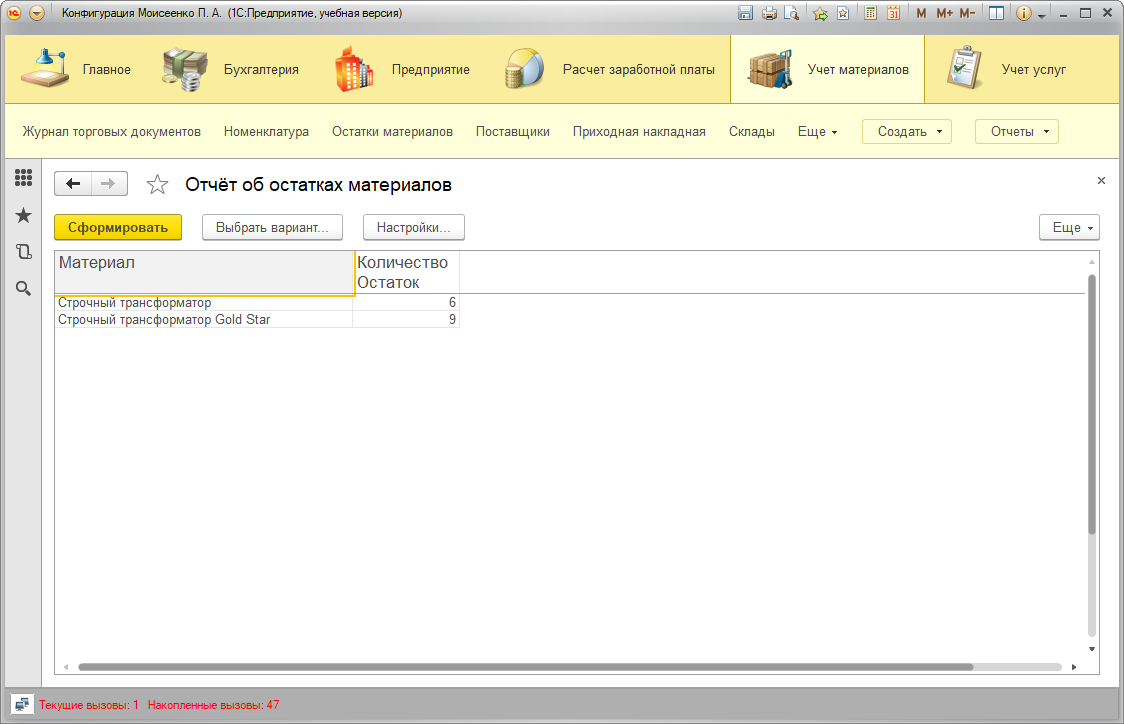 Конфигурация Моисеенко П. А. (1С:Предприятие, учебная версия)
31 M M+ M-
Главное Бухгалтерия Предприятие Расчет заработной платы Учет материалов Учет услуг
Журнал торговых документов Номенклатура Остатки материалов Поставщики Приходная накладная Склады Еще Создать Отчеты
Отчёт об остатках материалов
Сформировать Выбрать вариант... Настройки... Еще
Материал Количество
Остаток
Строчный трансформатор 6
Строчный трансформатор Gold Star 9
Текущие вызовы: 1 Накопленные вызовы: 47